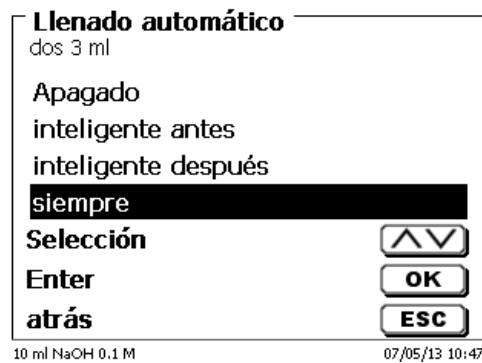 Llenado automático
dos 3 ml
Apagado
inteligente antes
inteligente después
siempre
Selección
Enter OK
atrás ESC
10 ml NaOH 0.1 M 07/05/13 10:47